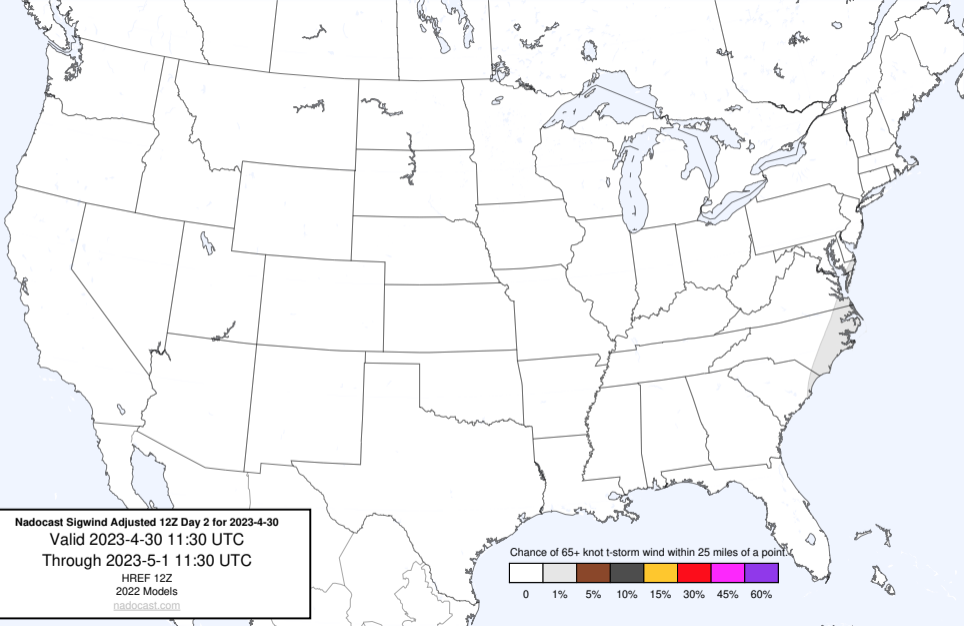 Nadocast Sigwind Adjusted 12Z Day 2 for 2023-4-30
Valid 2023-4-30 11:30 UTC
Through 2023-5-1 11:30 UTC
HREF 12Z
2022 Models
nadocast.com
Chance of 65+ knot t-storm wind within 25 miles of a point.
0 1% 5% 10% 15% 30% 45% 60%